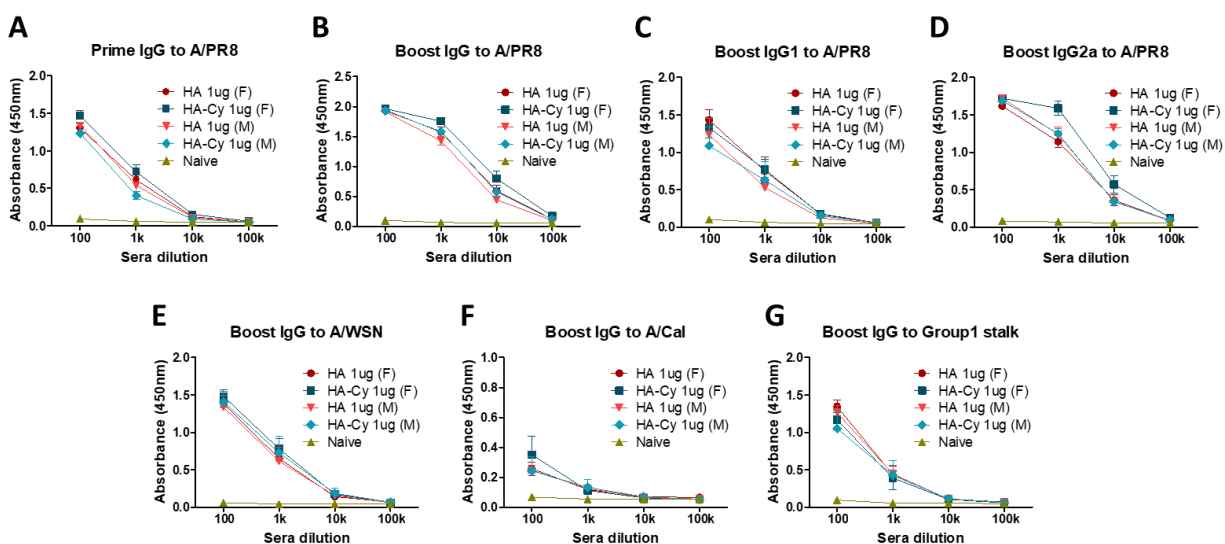 A
Prime IgG to A/PR8
Absorbance (450nm)
2.0
1.5
1.0
0.5
0.0
HA 1ug (F)
HA-Cy 1ug (F)
HA 1ug (M)
HA-Cy 1ug (M)
Naive
100
1k
10k
100k
Sera dilution
B
Boost IgG to A/PR8
Absorbance (450nm)
2.5
2.0
1.5
1.0
0.5
0.0
HA 1ug (F)
HA-Cy 1ug (F)
HA 1ug (M)
HA-Cy 1ug (M)
Naive
100
1k
10k
100k
Sera dilution
C
Boost IgG1 to A/PR8
Absorbance (450nm)
2.0
1.5
1.0
0.5
0.0
HA 1ug (F)
HA-Cy 1ug (F)
HA 1ug (M)
HA-Cy 1ug (M)
Naive
100
1k
10k
100k
Sera dilution
D
Boost IgG2a to A/PR8
Absorbance (450nm)
2.0
1.5
1.0
0.5
0.0
HA 1ug (F)
HA-Cy 1ug (F)
HA 1ug (M)
HA-Cy 1ug (M)
Naive
100
1k
10k
100k
Sera dilution
E
Boost IgG to A/WSN
Absorbance (450nm)
2.0
1.5
1.0
0.5
0.0
HA 1ug (F)
HA-Cy 1ug (F)
HA 1ug (M)
HA-Cy 1ug (M)
Naive
100
1k
10k
100k
Sera dilution
F
Boost IgG to A/Cal
Absorbance (450nm)
1.0
0.8
0.6
0.4
0.2
0.0
HA 1ug (F)
HA-Cy 1ug (F)
HA 1ug (M)
HA-Cy 1ug (M)
Naive
100
1k
10k
100k
Sera dilution
G
Boost IgG to Group1 stalk
Absorbance (450nm)
2.0
1.5
1.0
0.5
0.0
HA 1ug (F)
HA-Cy 1ug (F)
HA 1ug (M)
HA-Cy 1ug (M)
Naive
100
1k
10k
100k
Sera dilution